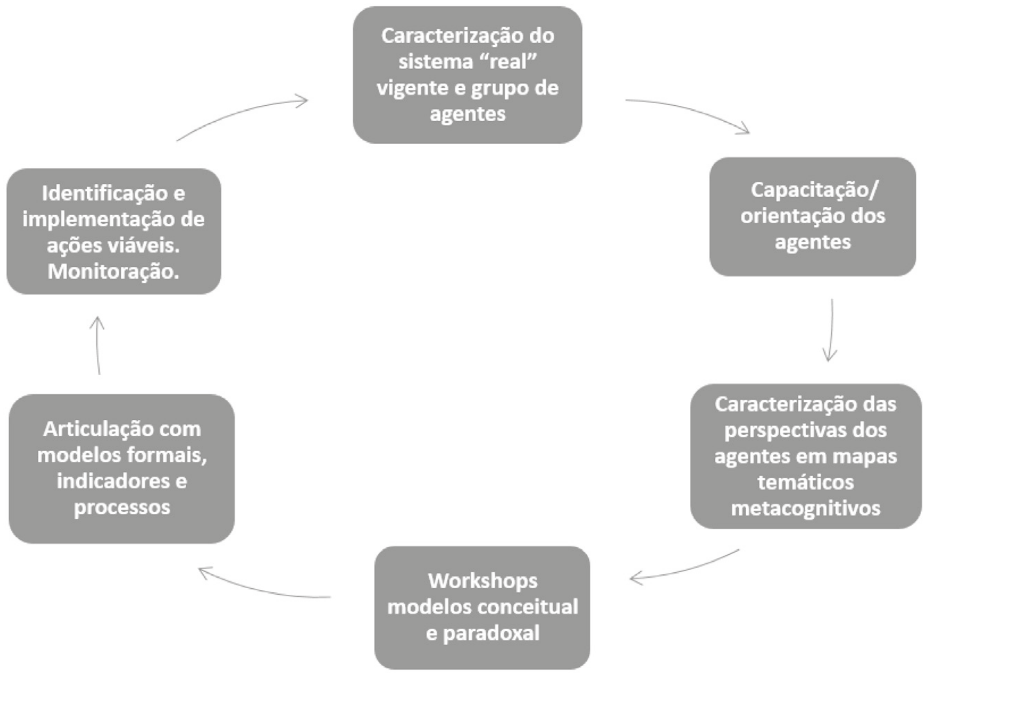 Caracterização do
sistema “real”
vigente e grupo de
agentes
Capacitação/
orientação dos
agentes
Caracterização das
perspectivas dos
agentes em mapas
temáticos
metacognitivos
Workshops
modelos conceitual
e paradoxal
Articulação com
modelos formais,
indicadores e
processos
Identificação e
implementação de
ações viáveis.
Monitoração.